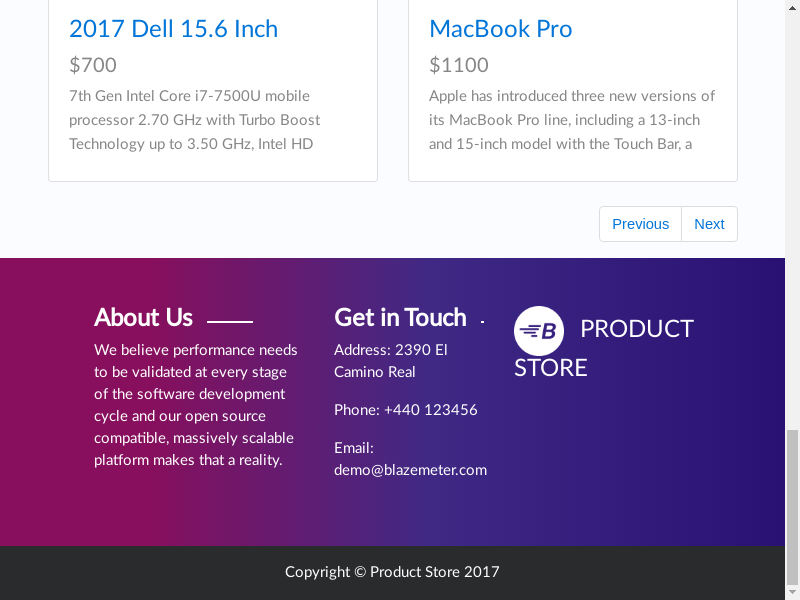 2017 Dell 15.6 Inch
$700
7th Gen Intel Core i7-7500U mobile
processor 2.70 GHz with Turbo Boost
Technology up to 3.50 GHz, Intel HD
MacBook Pro
$1100
Apple has introduced three new versions of
its MacBook Pro line, including a 13-inch
and 15-inch model with the Touch Bar, a
Previous
Next
About Us
We believe performance needs
to be validated at every stage
of the software development
cycle and our open source
compatible, massively scalable
platform makes that a reality.
Get in Touch
Address: 2390 El
Camino Real
Phone: +440 123456
Email:
demo@blazemeter.com
B PRODUCT
STORE
Copyright © Product Store 2017